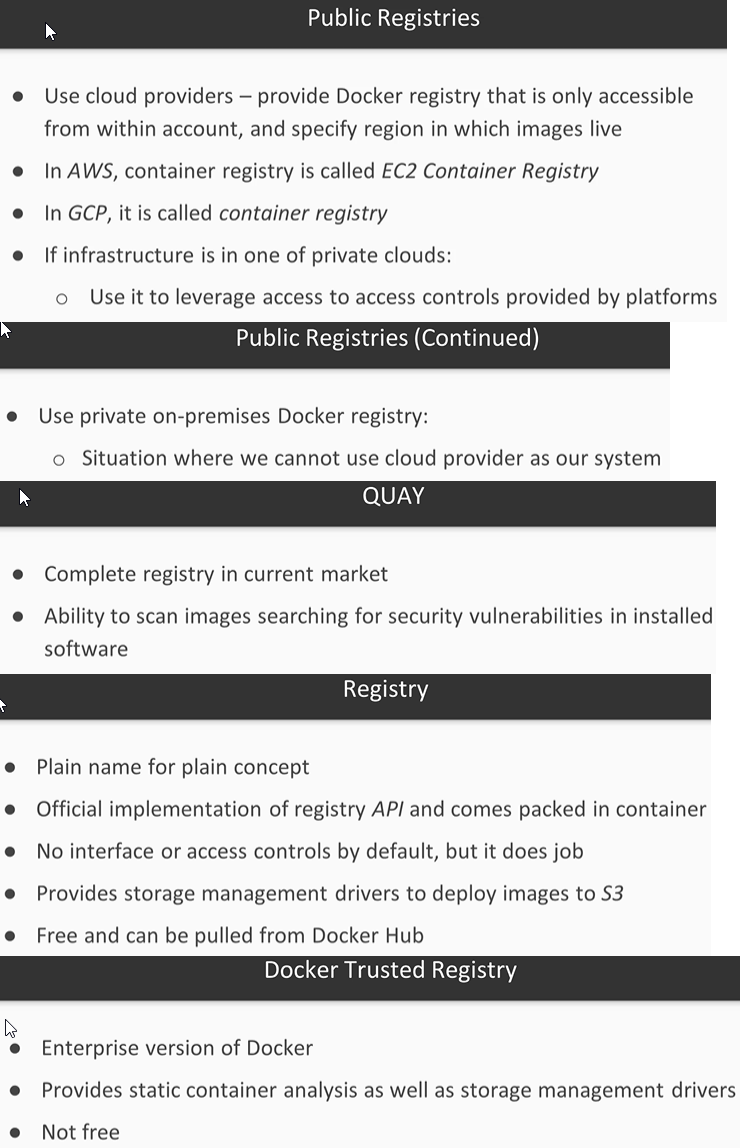 Public Registries
● Use cloud providers – provide Docker registry that is only accessible
from within account, and specify region in which images live
● In AWS, container registry is called EC2 Container Registry
● In GCP, it is called container registry
● If infrastructure is in one of private clouds:
○ Use it to leverage access to access controls provided by platforms
Public Registries (Continued)
● Use private on-premises Docker registry:
○ Situation where we cannot use cloud provider as our system
QUAY
● Complete registry in current market
● Ability to scan images searching for security vulnerabilities in installed
software
Registry
● Plain name for plain concept
● Official implementation of registry API and comes packed in container
● No interface or access controls by default, but it does job
● Provides storage management drivers to deploy images to S3
● Free and can be pulled from Docker Hub
Docker Trusted Registry
● Enterprise version of Docker
● Provides static container analysis as well as storage management drivers
● Not free